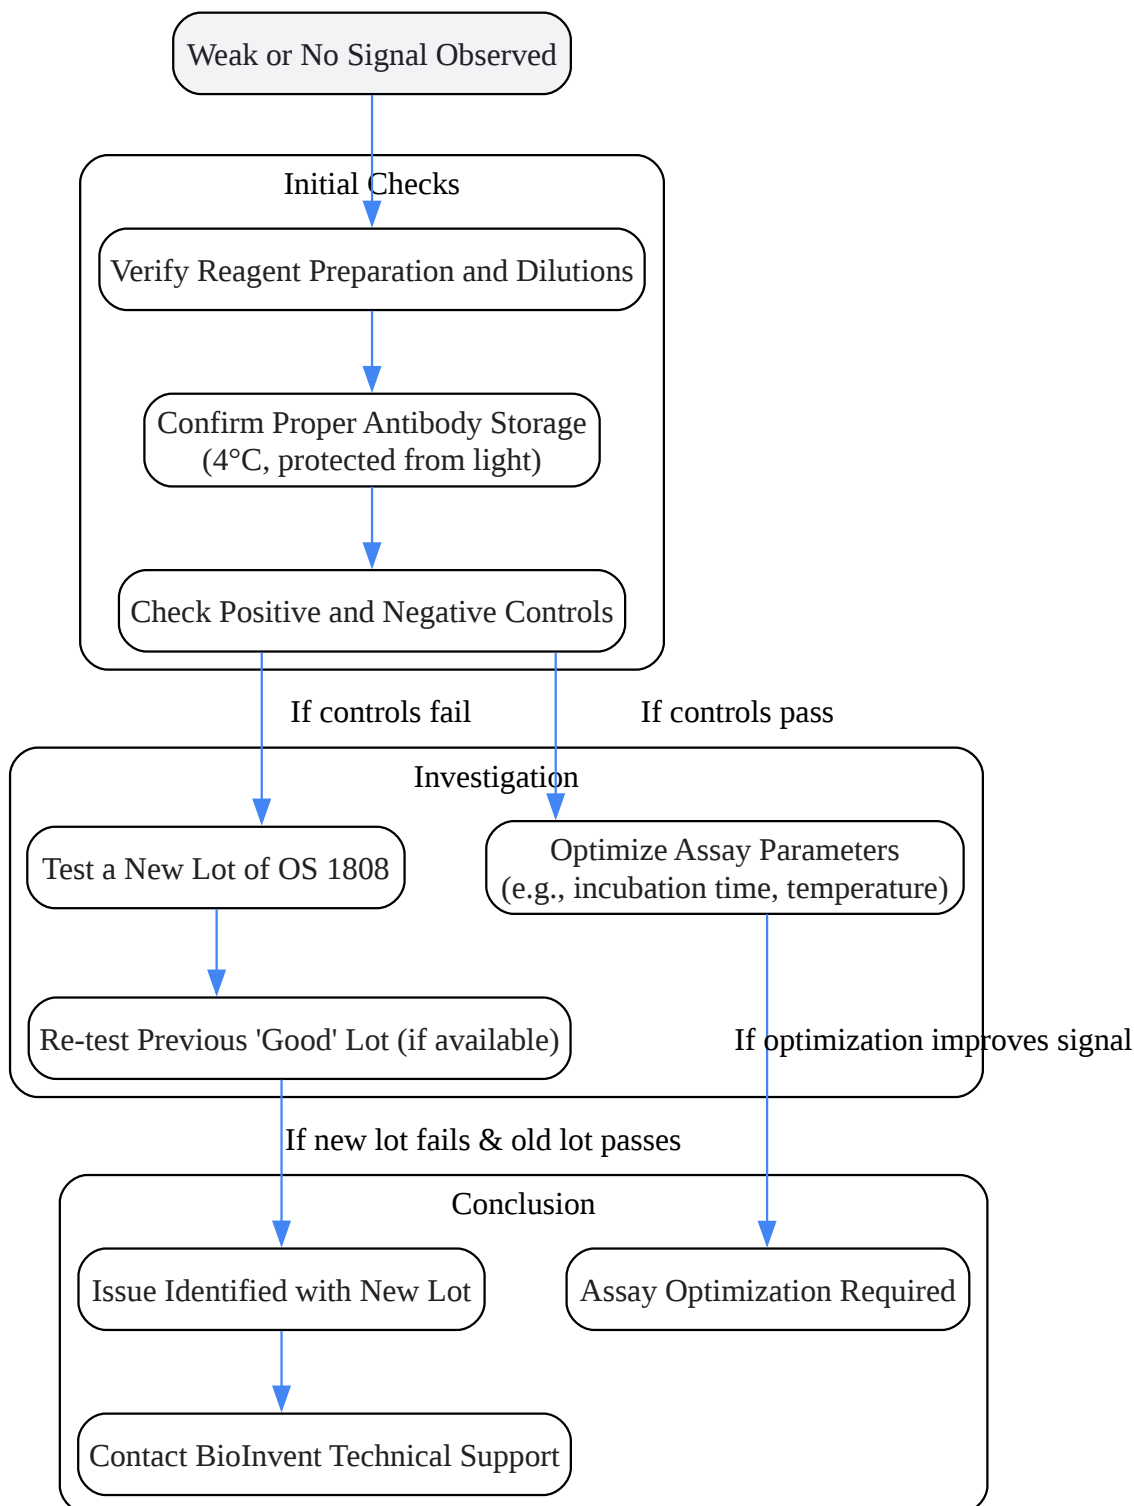 Weak or No Signal Observed
Initial Checks
Verify Reagent Preparation and Dilutions
Confirm Proper Antibody Storage
(4°C, protected from light)
Check Positive and Negative Controls
If controls fail
If controls pass
Investigation
Test a New Lot of OS 1808
Optimize Assay Parameters
(e.g., incubation time, temperature)
Re-test Previous 'Good' Lot (if available)
If optimization improves signal
If new lot fails & old lot passes
Conclusion
Issue Identified with New Lot
Assay Optimization Required
Contact BioInvent Technical Support